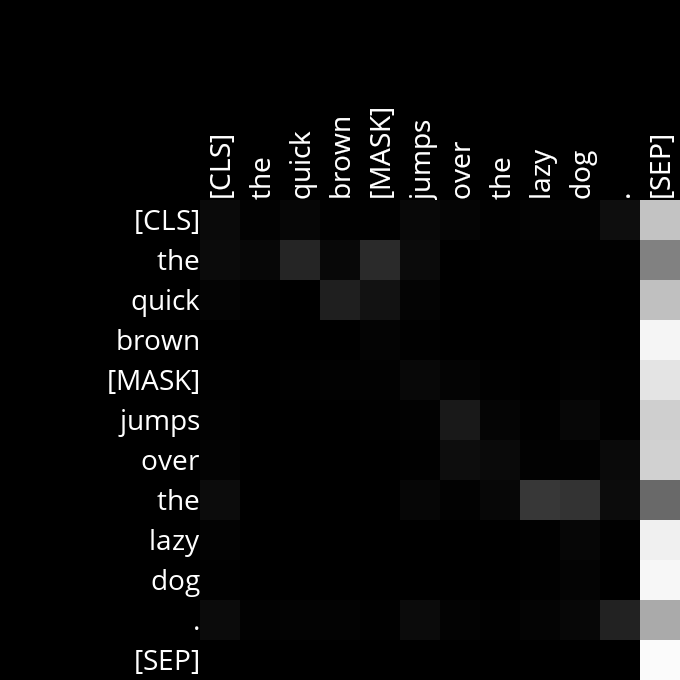 [CLS] the quick brown [MASK] jumps over the lazy dog . [SEP]
[CLS]
the
quick
brown
[MASK]
jumps
over
the
lazy
dog
.
[SEP]